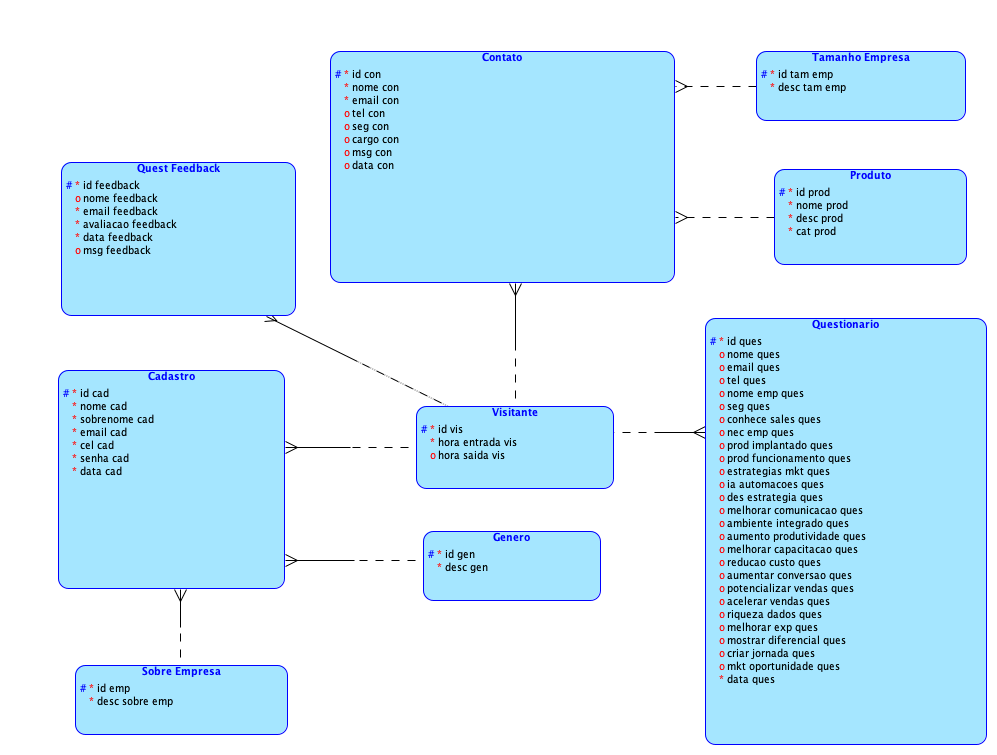 Contato
# * id con
* nome con
* email con
o tel con
o seg con
o cargo con
o msg con
o data con
Tamanho Empresa
# * id tam emp
* desc tam emp
Quest Feedback
# * id feedback
o nome feedback
* email feedback
* avaliacao feedback
* data feedback
o msg feedback
Produto
# * id prod
* nome prod
* desc prod
* cat prod
Questionario
# * id ques
o nome ques
o email ques
o tel ques
o nome emp ques
o seg ques
o conhece sales ques
o nec emp ques
o prod implantado ques
o prod funcionamento ques
o estrategias mkt ques
o ia automacoes ques
o des estrategia ques
o melhorar comunicacao ques
o ambiente integrado ques
o aumento produtividade ques
o melhorar capacitacao ques
o reducao custo ques
o aumentar conversao ques
o potencializar vendas ques
o acelerar vendas ques
o riqueza dados ques
o melhorar exp ques
o mostrar diferencial ques
o criar jornada ques
o mkt oportunidade ques
* data ques
Cadastro
# * id cad
* nome cad
* sobrenome cad
* email cad
* cel cad
* senha cad
* data cad
Visitante
# * id vis
* hora entrada vis
o hora saida vis
Genero
# * id gen
* desc gen
Sobre Empresa
# * id emp
* desc sobre emp